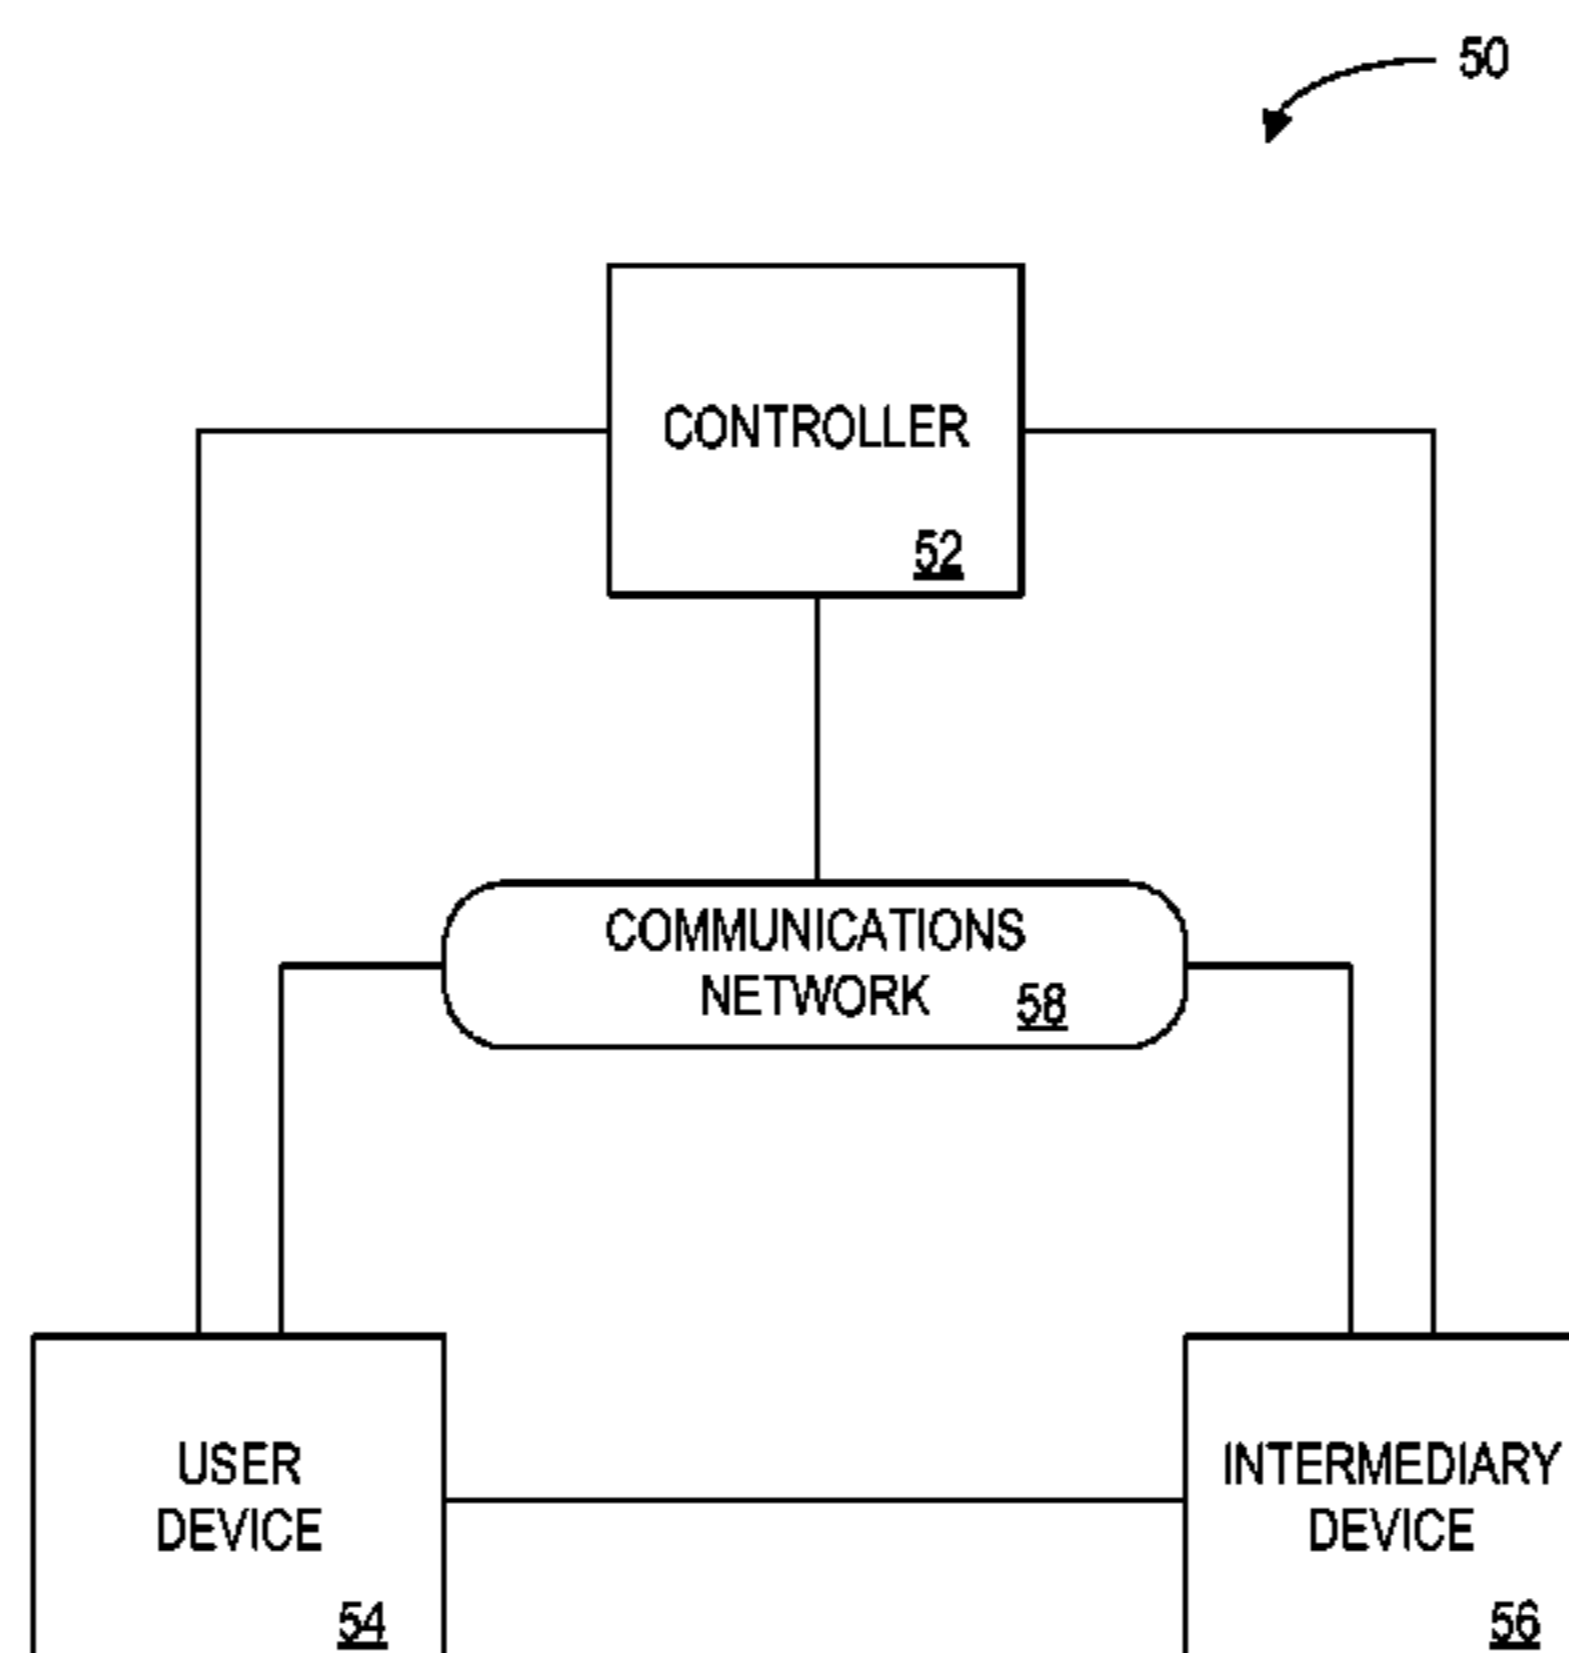 50
CONTROLLER
52
COMMUNICATIONS
NETWORK 58
USER
DEVICE
54
INTERMEDIARY
DEVICE
56